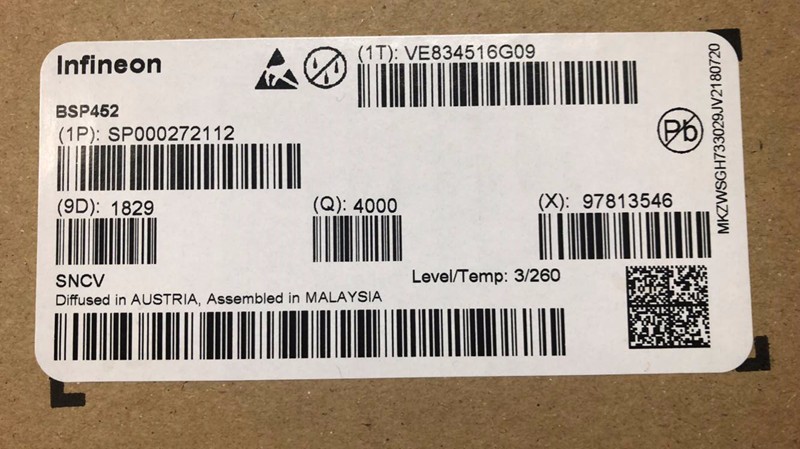 Infineon
(1T): VE834516G09
BSP452
(1P): SP000272112
Pb
MKZWSGH733029JV2180720
(9D): 1829
(Q): 4000
(X): 97813546
SNCV
Level/Temp: 3/260
Diffused in AUSTRIA, Assembled in MALAYSIA